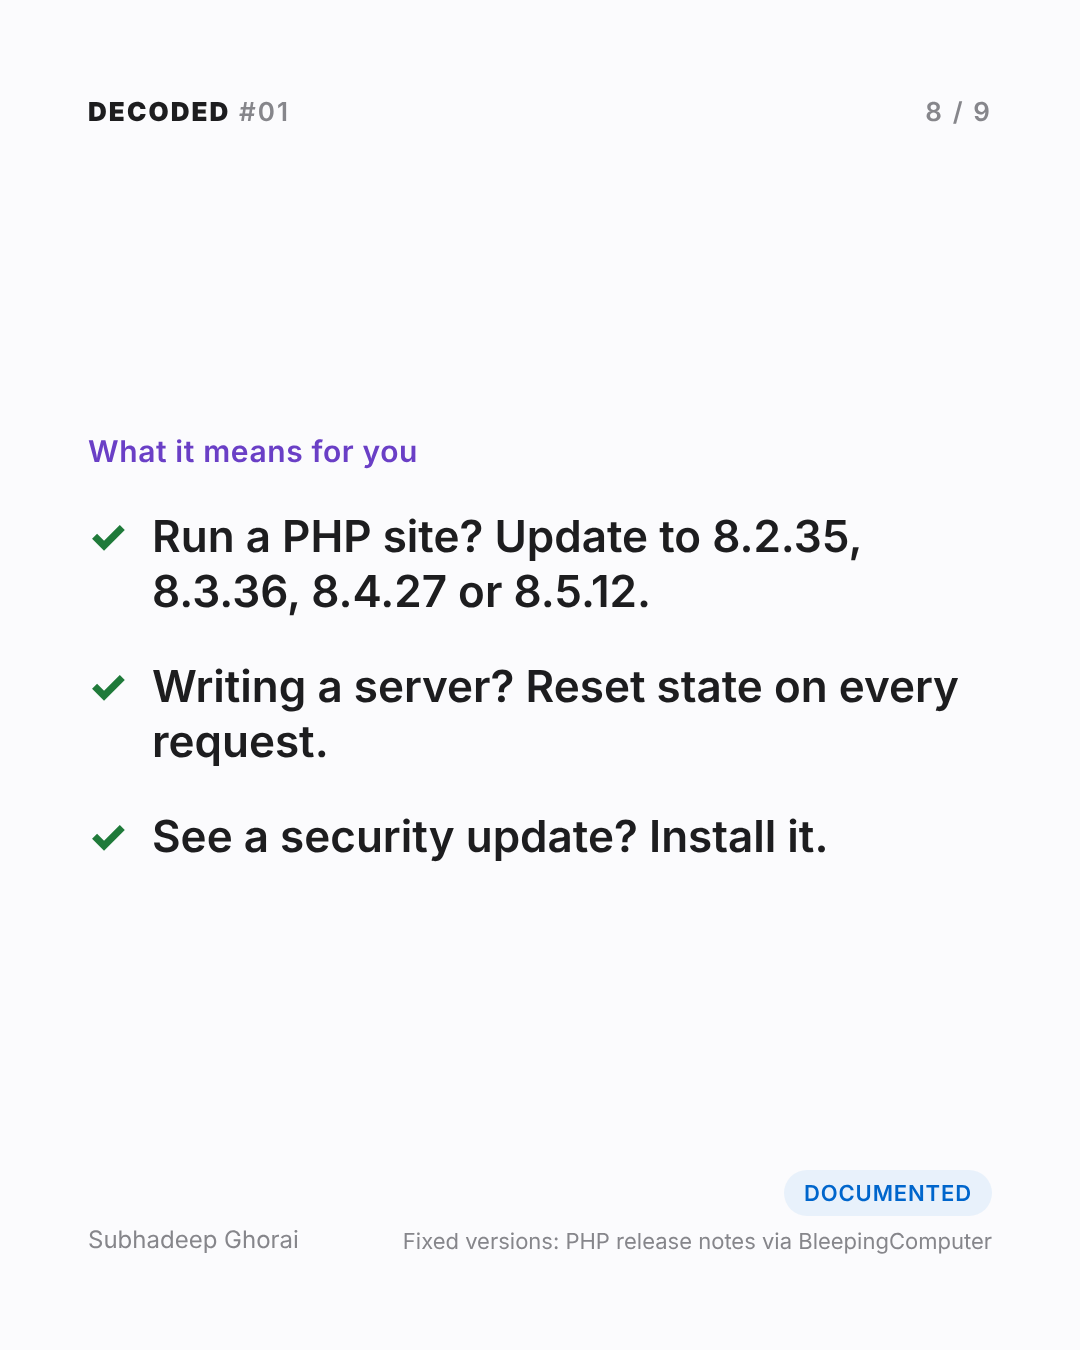 DECODED #01
8 / 9
What it means for you
Run a PHP site? Update to 8.2.35,
8.3.36, 8.4.27 or 8.5.12.
Writing a server? Reset state on every
request.
See a security update? Install it.
DOCUMENTED
Subhadeep Ghorai
Fixed versions: PHP release notes via BleepingComputer